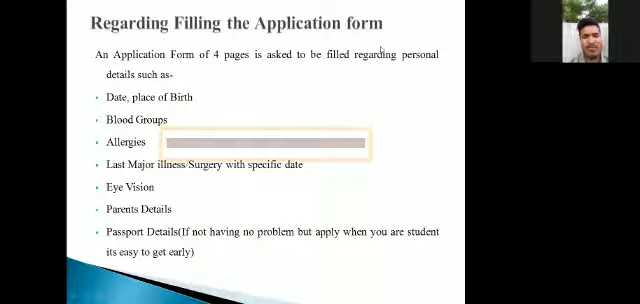 Regarding Filling the Application form
An Application Form of 4 pages is asked to be filled regarding personal
details such as-
• Date, place of Birth
• Blood Groups
• Allergies
• Last Major illness/Surgery with specific date
• Eye Vision
• Parents Details
• Passport Details(If not having no problem but apply when you are student
its easy to get early)